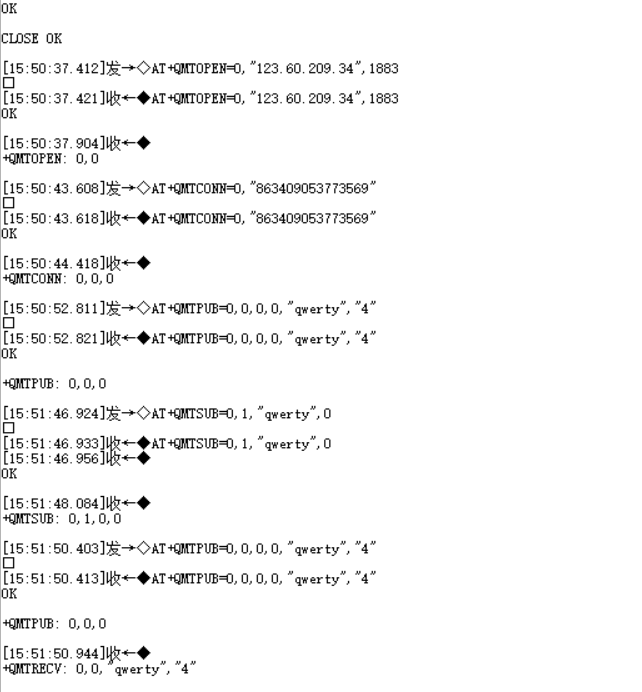 OK
CLOSE OK
[15:50:37.412]发→◇AT+QMTOPEN=0,"123.60.209.34",1883
□
[15:50:37.421]收←◆AT+QMTOPEN=0,"123.60.209.34",1883
OK
[15:50:37.904]收←◆
+QMTOPEN: 0,0
[15:50:43.608]发→◇AT+QMTCONN=0,"863409053773569"
□
[15:50:43.618]收←◆AT+QMTCONN=0,"863409053773569"
OK
[15:50:44.418]收←◆
+QMTCONN: 0,0,0
[15:50:52.811]发→◇AT+QMTPUB=0,0,0,0,"qwerty","4"
□
[15:50:52.821]收←◆AT+QMTPUB=0,0,0,0,"qwerty","4"
OK
+QMTPUB: 0,0,0
[15:51:46.924]发→◇AT+QMTSUB=0,1,"qwerty",0
□
[15:51:46.933]收←◆AT+QMTSUB=0,1,"qwerty",0
[15:51:46.956]收←◆
OK
[15:51:48.084]收←◆
+QMTSUB: 0,1,0,0
[15:51:50.403]发→◇AT+QMTPUB=0,0,0,0,"qwerty","4"
□
[15:51:50.413]收←◆AT+QMTPUB=0,0,0,0,"qwerty","4"
OK
+QMTPUB: 0,0,0
[15:51:50.944]收←◆
+QMTRECV: 0,0,"qwerty","4"